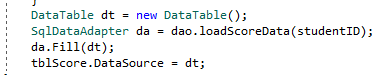 }
DataTable dt = new DataTable();
SqlDataAdapter da = dao.loadScoreData(studentID);
da.Fill(dt);
tblScore.DataSource = dt;